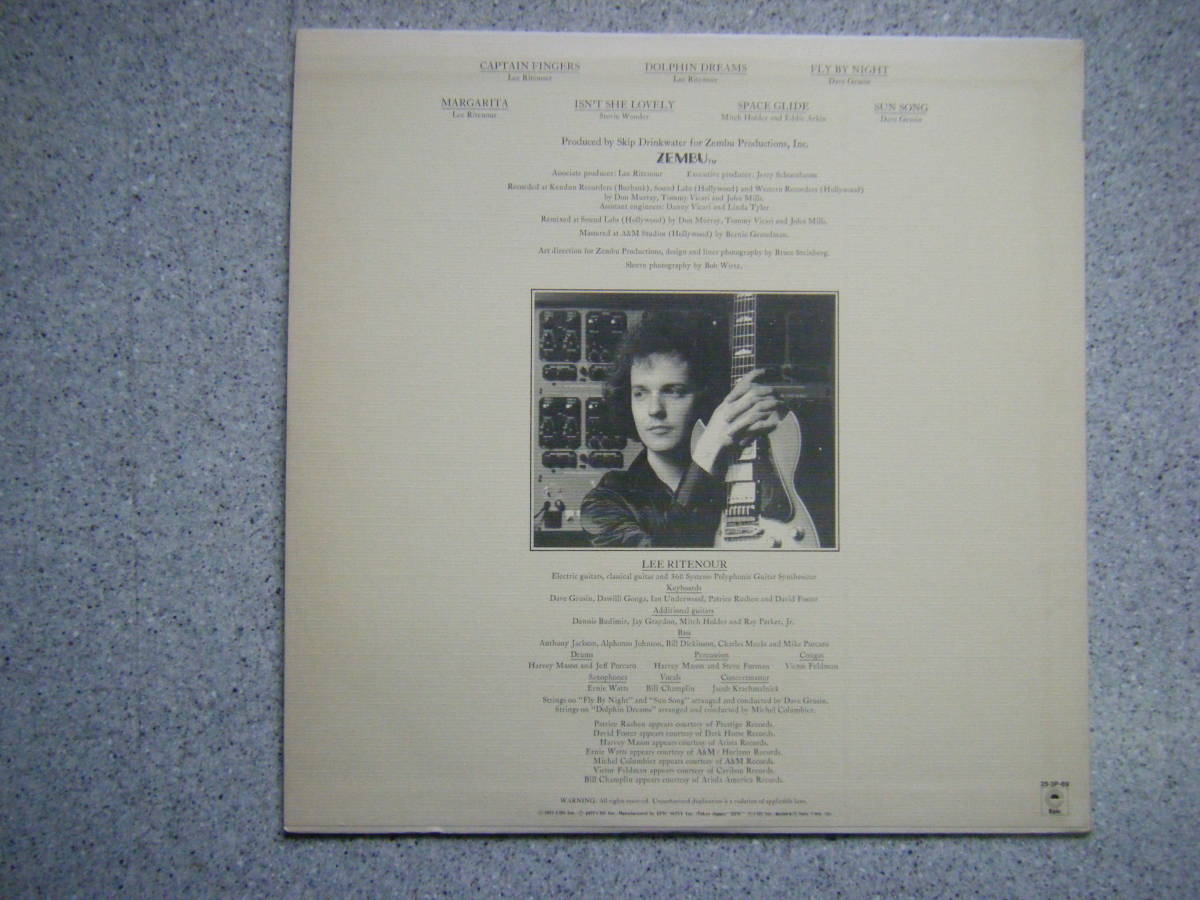 CAPTAIN FINGERS DOLPHIN DREAMS FLY BY NIGHT
Lee Ritenour Lee Ritenour Dave Grusin
MARGARITA ISN'T SHE LOVELY SPACE GLIDE SUN SONG
Lee Ritenour Stevie Wonder Mitch Holder and Eddie Arkin Dave Grusin
Produced by Skip Drinkwater for Zembu Productions, Inc.
ZEMBU TM
Associate producer: Lee Ritenour Executive producer: Jerry Schoenbaum
Recorded at Kendun Recorders (Burbank), Sound Labs (Hollywood) and Western Recorders (Hollywood)
by Don Murray, Tommy Vicari and John Mills.
Assistant engineers: Danny Vicari and Linda Tyler
Remixed at Sound Labs (Hollywood) by Don Murray, Tommy Vicari and John Mills.
Mastered at A&M Studios (Hollywood) by Bernie Grundman.
Art direction for Zembu Productions, design and liner photography by Bruce Steinberg.
Sleeve photography by Bob Wirtz.
LEE RITENOUR
Electric guitars, classical guitar and 360 Systems Polyphonic Guitar Synthesizer
Keyboards
Dave Grusin, Dawilli Gonga, Ian Underwood, Patrice Rushen and David Foster
Additional guitars
Dennis Budimir, Jay Graydon, Mitch Holder and Ray Parker, Jr.
Bass
Anthony Jackson, Alphonso Johnson, Bill Dickinson, Charles Meeks and Mike Porcaro
Drums Percussion Congas
Harvey Mason and Jeff Porcaro Harvey Mason and Steve Forman Victor Feldman
Saxophones Vocals Concertmaster
Ernie Watts Bill Champlin Jacob Krachmalnick
Strings on "Fly By Night" and "Sun Song" arranged and conducted by Dave Grusin.
Strings on "Dolphin Dreams" arranged and conducted by Michel Colombier.
Patrice Rushen appears courtesy of Prestige Records.
David Foster appears courtesy of Dark Horse Records.
Harvey Mason appears courtesy of Arista Records.
Ernie Watts appears courtesy of A&M/Horizon Records.
Michel Colombier appears courtesy of A&M Records.
Victor Feldman appears courtesy of Caribou Records.
Bill Champlin appears courtesy of Ariola America Records.
WARNING: All rights reserved. Unauthorized duplication is a violation of applicable laws.
25·3P-69
Epic